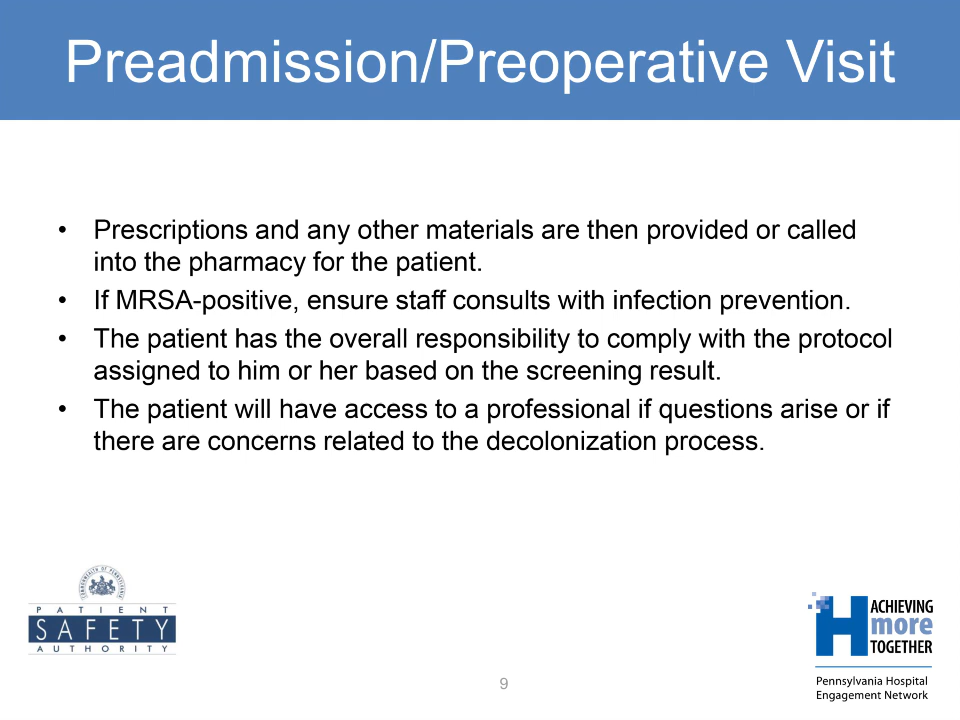 Preadmission/Preoperative Visit
• Prescriptions and any other materials are then provided or called
into the pharmacy for the patient.
• If MRSA-positive, ensure staff consults with infection prevention.
• The patient has the overall responsibility to comply with the protocol
assigned to him or her based on the screening result.
• The patient will have access to a professional if questions arise or if
there are concerns related to the decolonization process.
COMMONWEALTH OF PENNSYLVANIA
PATIENT
SAFETY
AUTHORITY
9
H
ACHIEVING
more
TOGETHER
Pennsylvania Hospital
Engagement Network